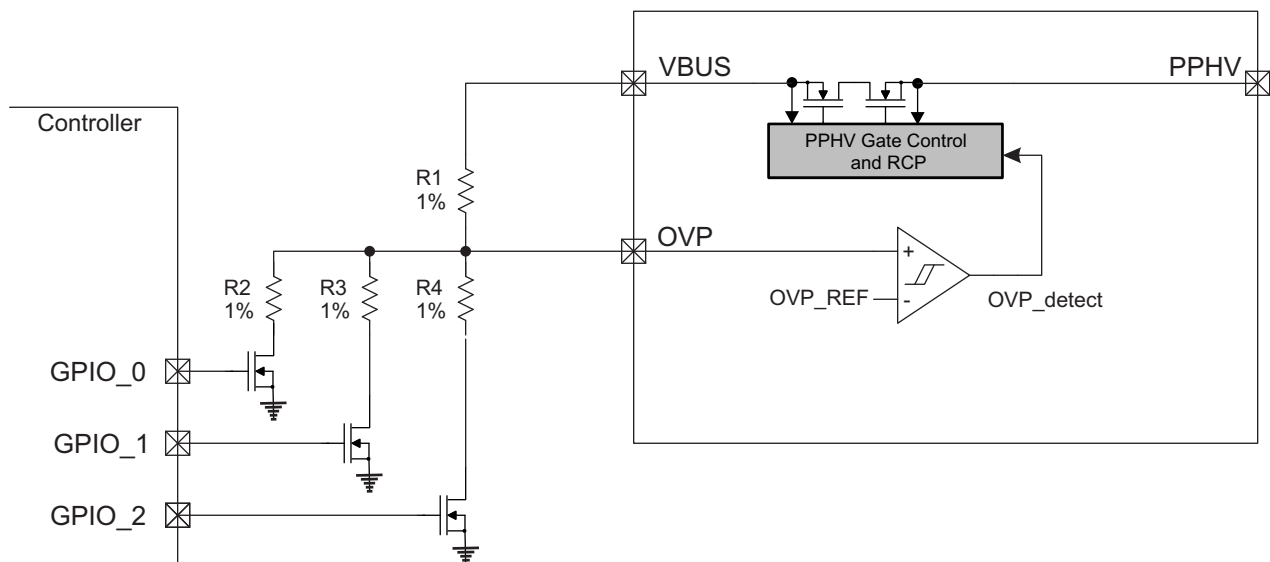 VBUS
PPHV
Controller
PPHV Gate Control
and RCP
R1
1%
OVP
+
R2
1%
R3
1%
R4
1%
OVP_REF
-
OVP_detect
GPIO_0
GPIO_1
GPIO_2